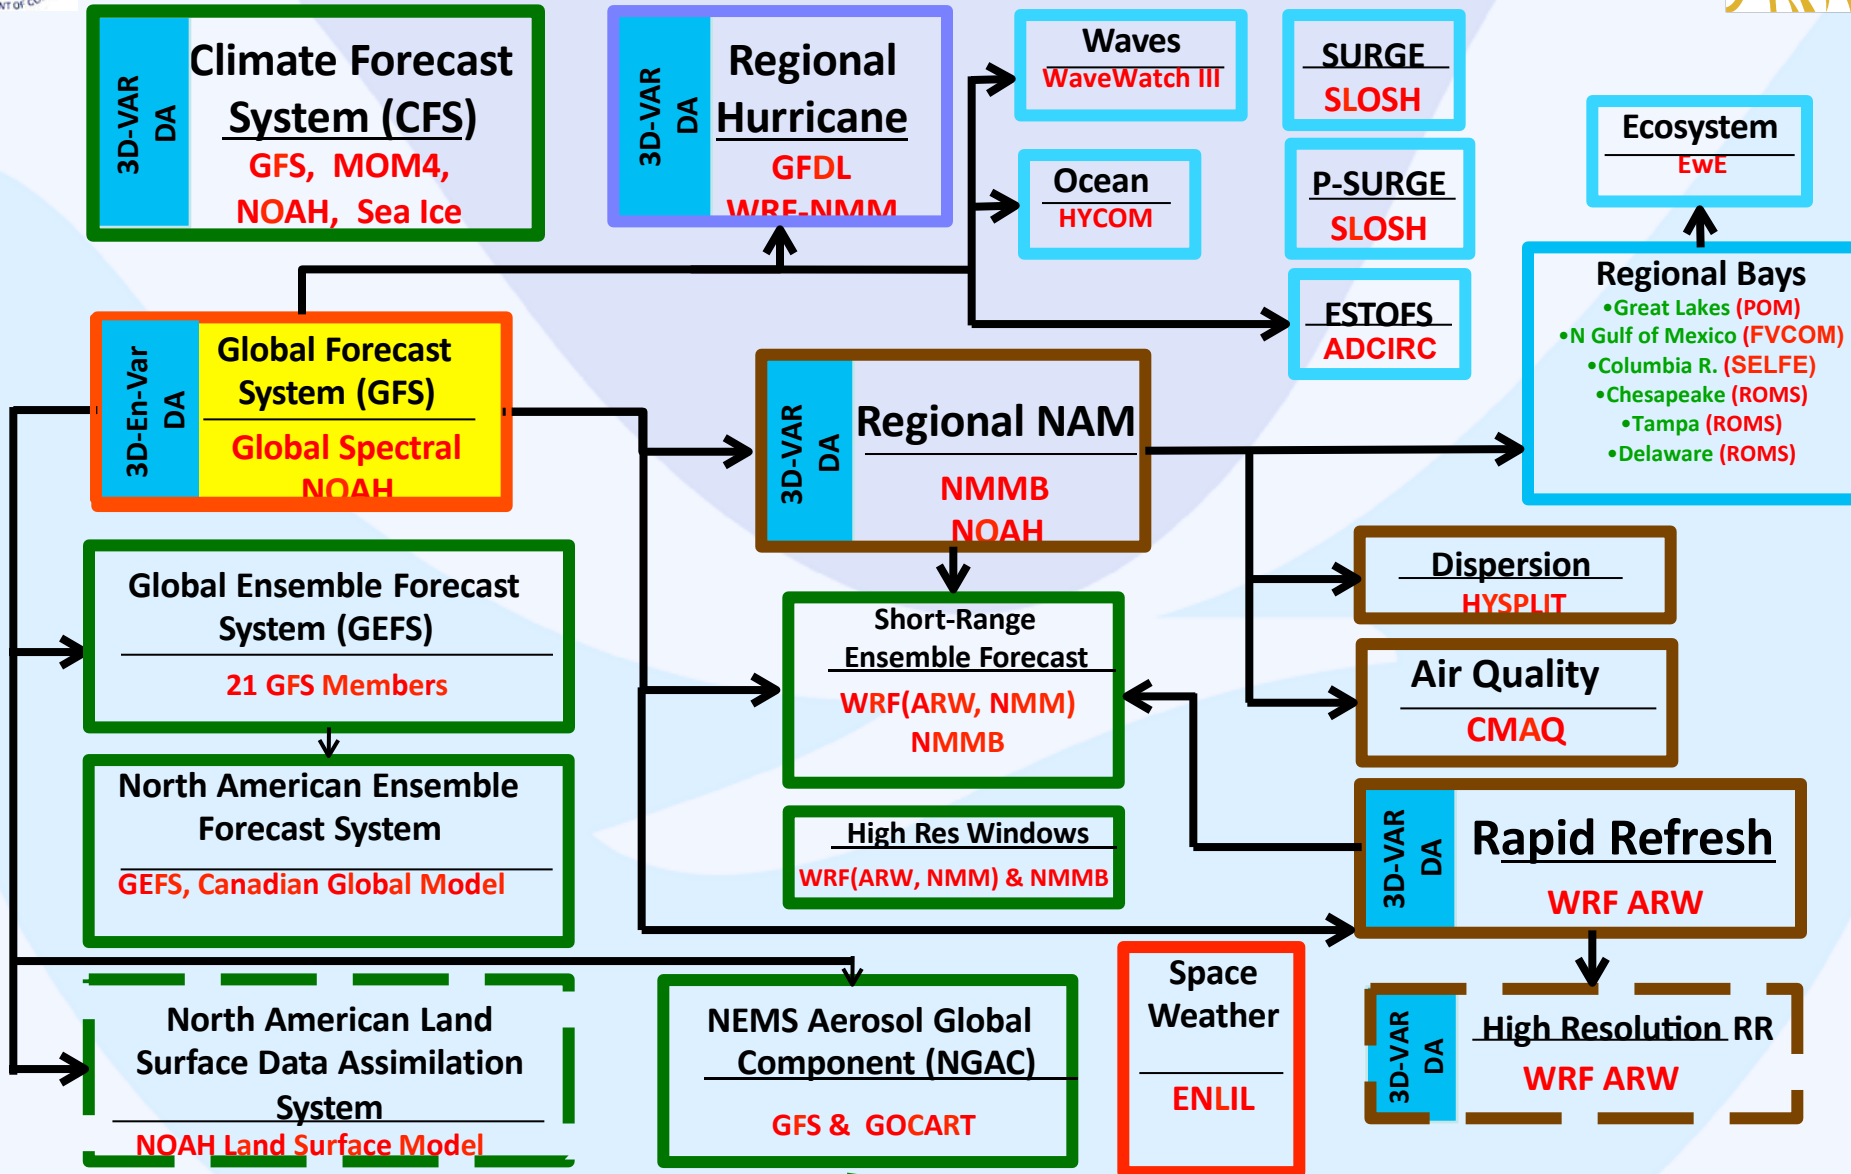 3D-VAR
DA
Climate Forecast
System (CFS)
GFS, MOM4,
NOAH, Sea Ice
3D-VAR
DA
Regional
Hurricane
GFDL
WRF-NMM
Waves
WaveWatch III
SURGE
SLOSH
Ocean
HYCOM
P-SURGE
SLOSH
ESTOFS
ADCIRC
Ecosystem
EwE
Regional Bays
•Great Lakes (POM)
•N Gulf of Mexico (FVCOM)
•Columbia R. (SELFE)
•Chesapeake (ROMS)
•Tampa (ROMS)
•Delaware (ROMS)
3D-En-Var
DA
Global Forecast
System (GFS)
Global Spectral
NOAH
3D-VAR
DA
Regional NAM
NMMB
NOAH
Global Ensemble Forecast
System (GEFS)
21 GFS Members
Short-Range
Ensemble Forecast
WRF(ARW, NMM)
NMMB
Dispersion
HYSPLIT
Air Quality
CMAQ
North American Ensemble
Forecast System
GEFS, Canadian Global Model
High Res Windows
WRF(ARW, NMM) & NMMB
3D-VAR
DA
Rapid Refresh
WRF ARW
North American Land
Surface Data Assimilation
System
NOAH Land Surface Model
NEMS Aerosol Global
Component (NGAC)
GFS & GOCART
Space
Weather
ENLIL
3D-VAR
DA
High Resolution RR
WRF ARW